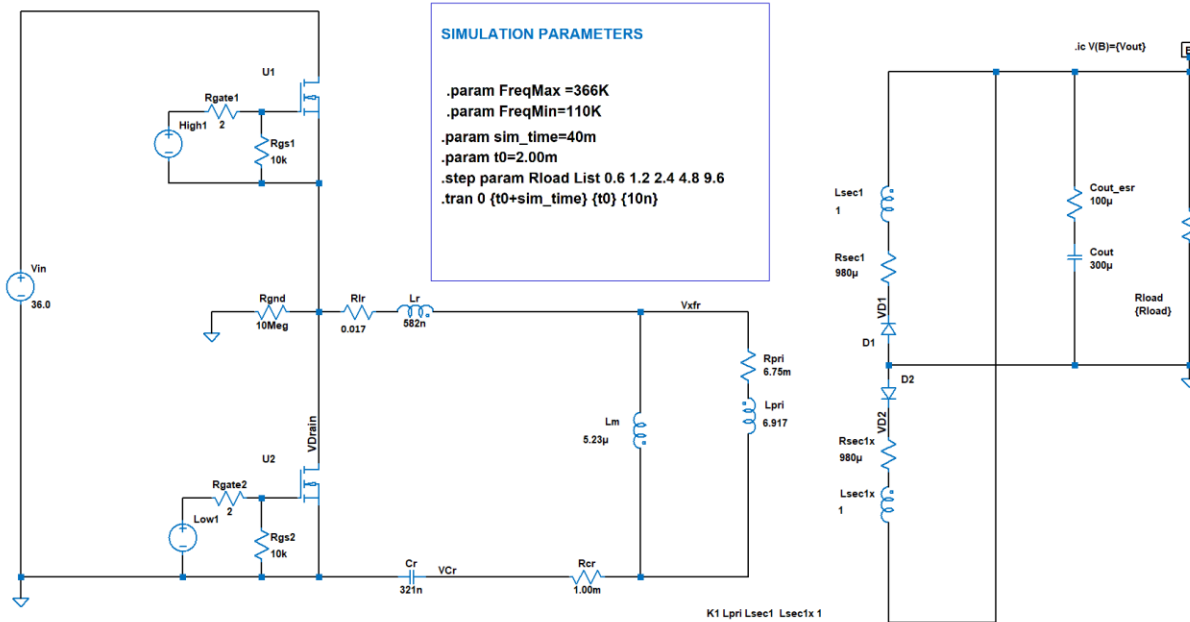 SIMULATION PARAMETERS
.param FreqMax =366K
.param FreqMin=110K
.param sim_time=40m
.param t0=2.00m
.step param Rload List 0.6 1.2 2.4 4.8 9.6
.tran 0 {t0+sim_time} {t0} {10n}
U1
Rgate1
2
High1
Rgs1
10k
Vin
36.0
Rgnd
10Meg
Rlr
0.017
Lr
582n
Vxfr
Rpri
6.75m
Lm
5.23µ
Lpri
6.917
VDrain
U2
Rgate2
2
Low1
Rgs2
10k
Cr
321n
VCr
Rcr
1.00m
K1 Lpri Lsec1 Lsec1x 1
.ic V(B)={Vout}
Lsec1
1
Rsec1
980µ
VD1
D1
D2
VD2
Rsec1x
980µ
Lsec1x
1
Cout_esr
100µ
Cout
300µ
Rload
{Rload}